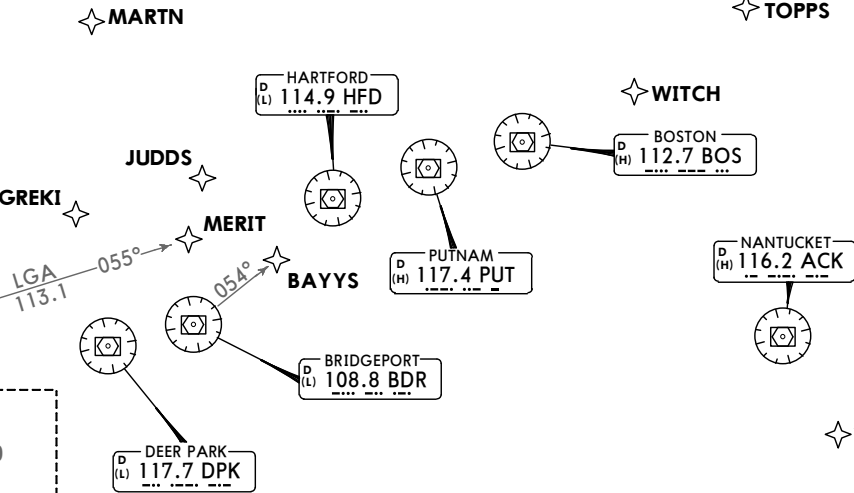 MARTN
TOPPS
HARTFORD
D
(L) 114.9 HFD
WITCH
BOSTON
D
(H) 112.7 BOS
JUDDS
GREKI
MERIT
LGA 055°
113.1
054°
BAYYS
PUTNAM
D
(H) 117.4 PUT
NANTUCKET
D
(H) 116.2 ACK
BRIDGEPORT
D
(L) 108.8 BDR
DEER PARK
D
(L) 117.7 DPK